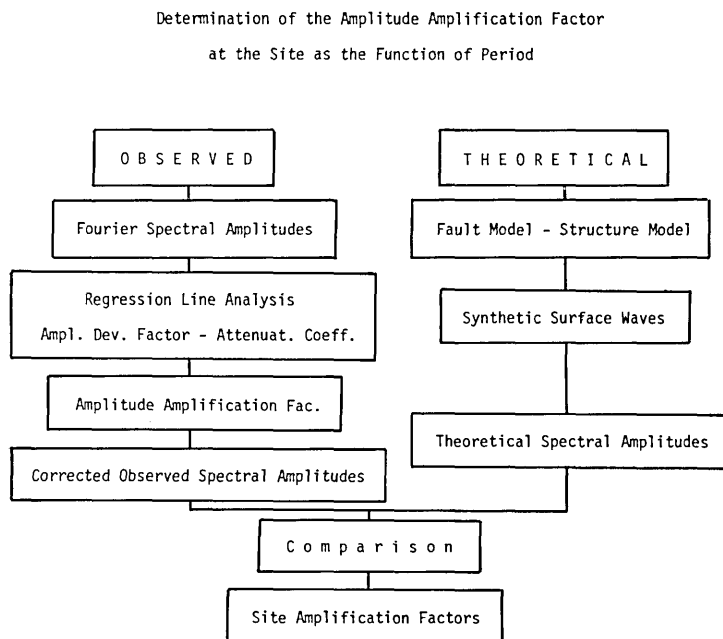 Determination of the Amplitude Amplification Factor
at the Site as the Function of Period
O B S E R V E D
Fourier Spectral Amplitudes
Regression Line Analysis
Ampl. Dev. Factor - Attenuat. Coeff.
Amplitude Amplification Fac.
Corrected Observed Spectral Amplitudes
T H E O R E T I C A L
Fault Model - Structure Model
Synthetic Surface Waves
Theoretical Spectral Amplitudes
C o m p a r i s o n
Site Amplification Factors